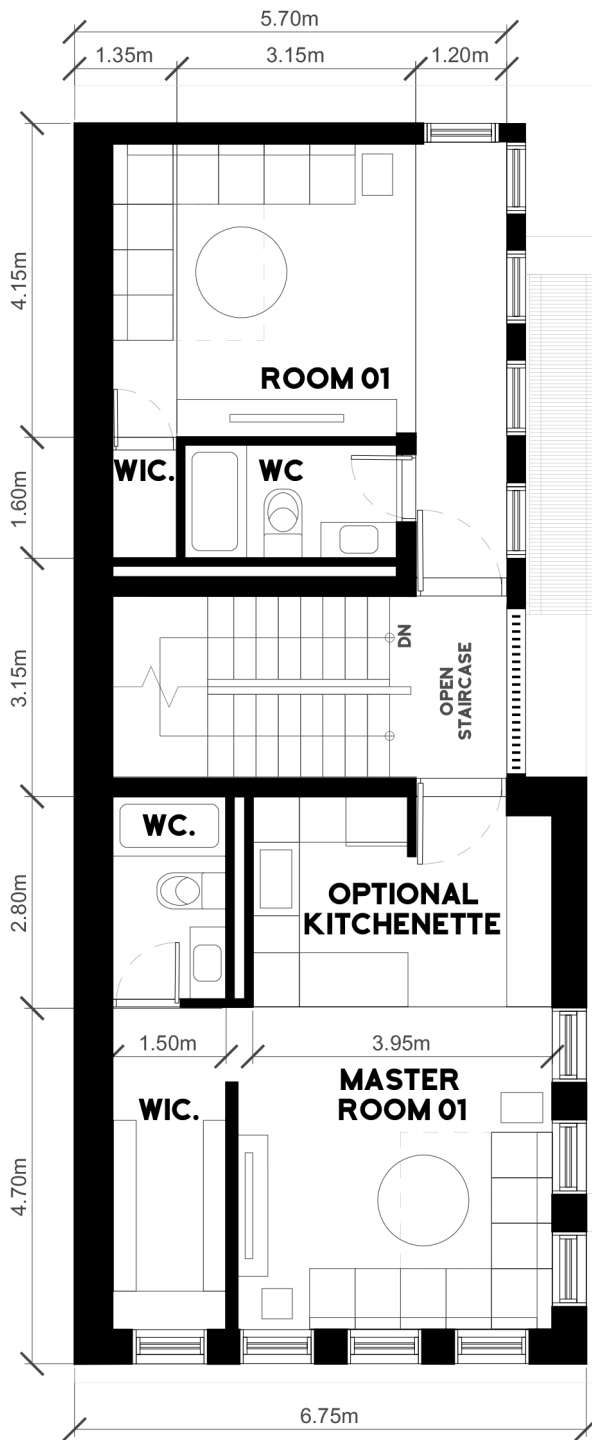 5.70m
1.35m
3.15m
1.20m
4.15m
ROOM 01
WIC.
WC
1.60m
3.15m
DN
OPEN
STAIRCASE
WC.
2.80m
OPTIONAL
KITCHENETTE
1.50m
3.95m
MASTER
ROOM 01
WIC.
4.70m
6.75m